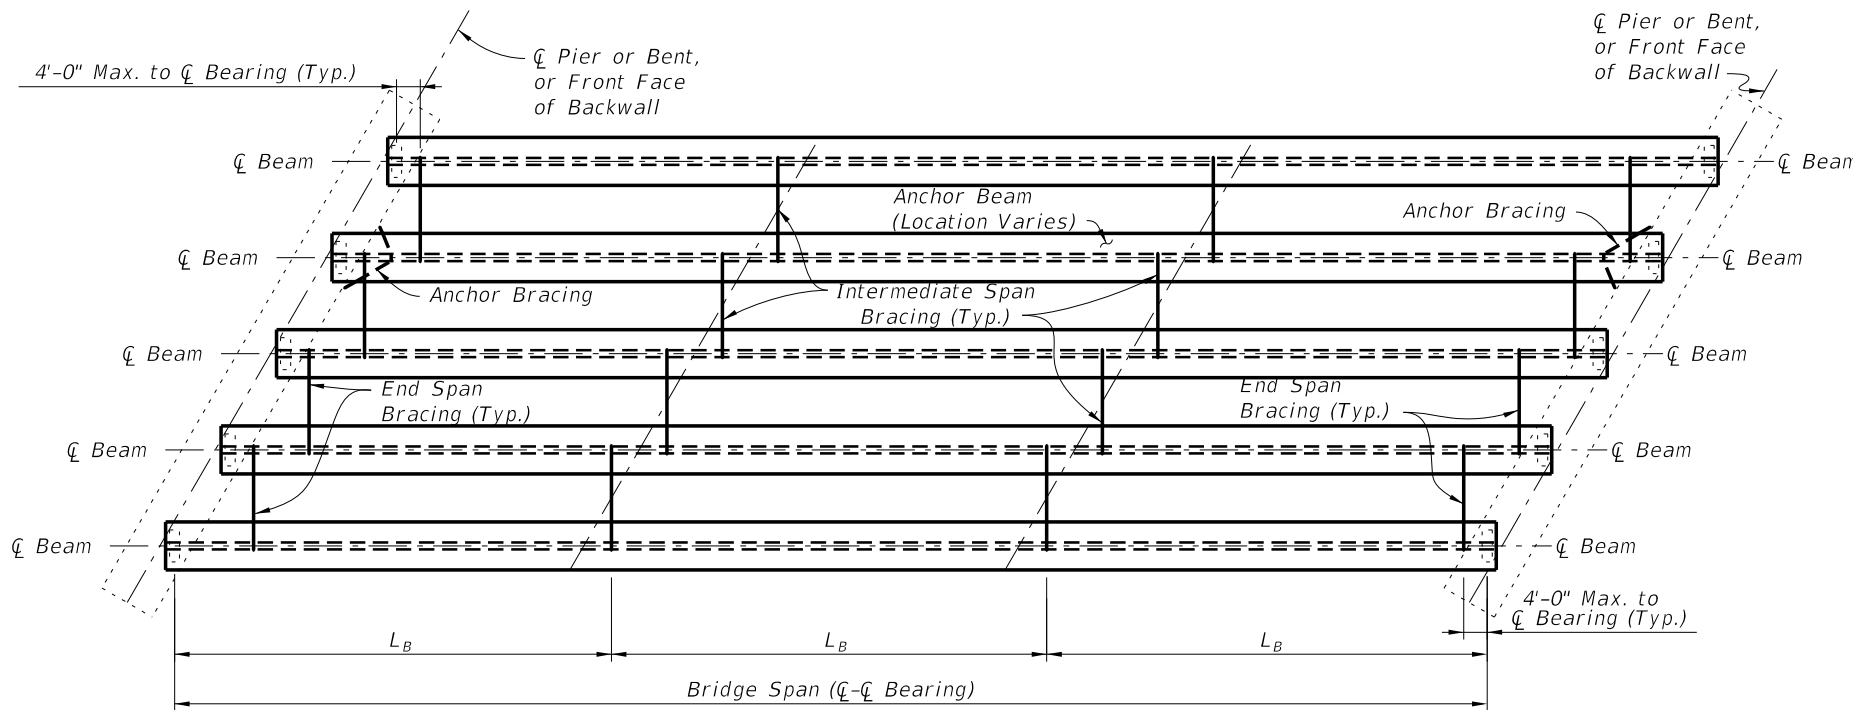 ℄ Pier or Bent,
or Front Face
of Backwall
℄ Pier or Bent,
or Front Face
of Backwall
4'-0" Max. to ℄ Bearing (Typ.)
℄ Beam
℄ Beam
Anchor Beam
(Location Varies)
Anchor Bracing
℄ Beam
℄ Beam
Anchor Bracing
Intermediate Span
Bracing (Typ.)
℄ Beam
℄ Beam
End Span
Bracing (Typ.)
End Span
Bracing (Typ.)
℄ Beam
℄ Beam
℄ Beam
℄ Beam
4'-0" Max. to
℄ Bearing (Typ.)
LB
LB
LB
Bridge Span (℄-℄ Bearing)